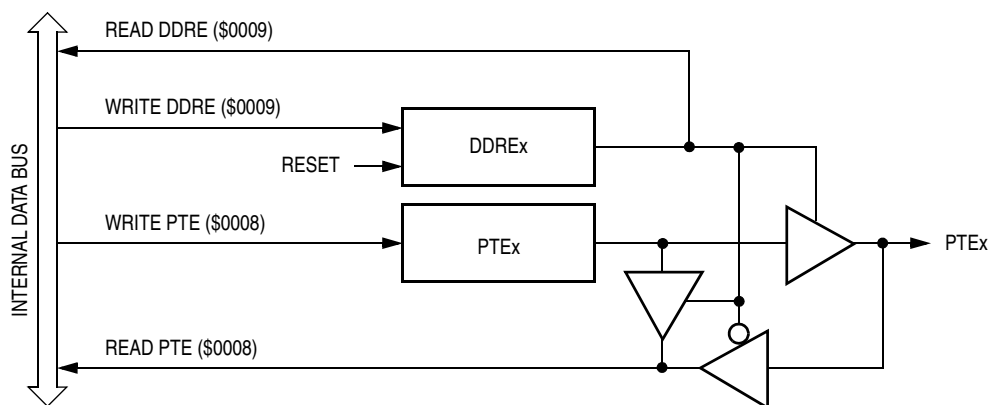 READ DDRE ($0009)
WRITE DDRE ($0009)
DDREx
RESET
INTERNAL DATA BUS
WRITE PTE ($0008)
PTEx
PTEx
READ PTE ($0008)